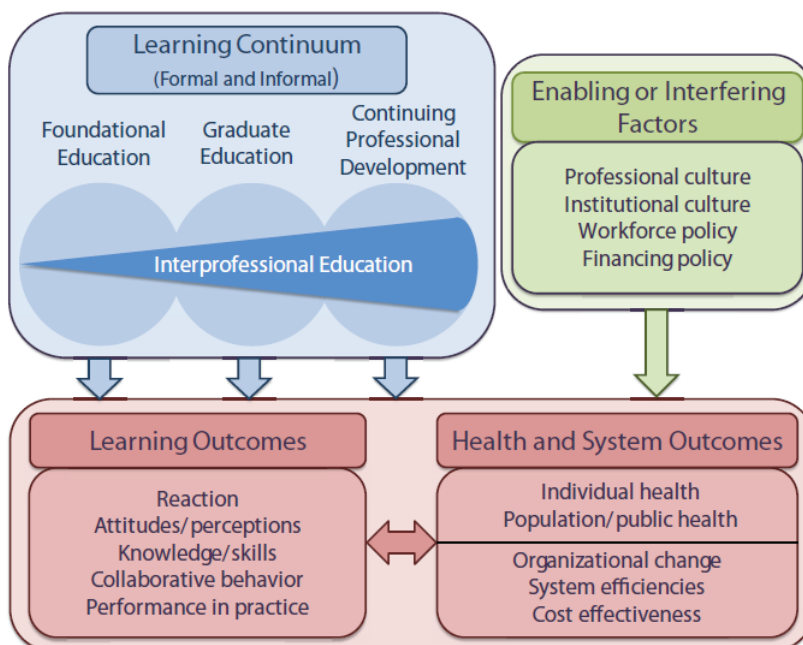 Learning Continuum
(Formal and Informal)
Foundational
Education
Graduate
Education
Continuing
Professional
Development
Interprofessional Education
Enabling or Interfering
Factors
Professional culture
Institutional culture
Workforce policy
Financing policy
Learning Outcomes
Reaction
Attitudes/perceptions
Knowledge/skills
Collaborative behavior
Performance in practice
Health and System Outcomes
Individual health
Population/public health
Organizational change
System efficiencies
Cost effectiveness